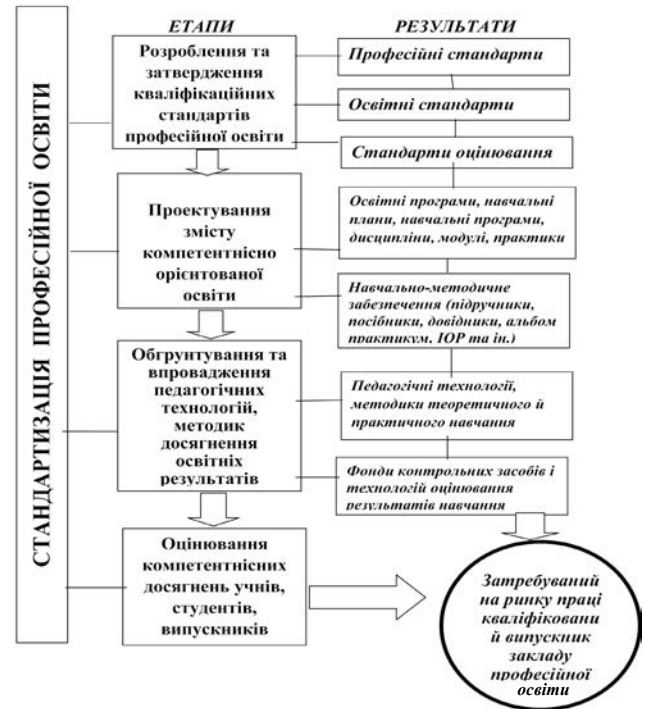 СТАНДАРТИЗАЦІЯ ПРОФЕСІЙНОЇ ОСВІТИ
ЕТАПИ
Розроблення та
затвердження
кваліфікаційних
стандартів
професійної освіти
Проектування
змісту
компетентнісно
орієнтованої
освіти
Обгрунтування та
впровадження
педагогічних
технологій,
методик
досягнення
освітніх
результатів
Оцінювання
компетентнісних
досягнень учнів,
студентів,
випускників
РЕЗУЛЬТАТИ
Професійні стандарти
Освітні стандарти
Стандарти оцінювання
Освітні програми, навчальні
плани, навчальні програми,
дисципліни, модулі, практики
Навчально-методичне
забезпечення (підручники,
посібники, довідники, альбом
практикум, ІОР та ін.)
Педагогічні технології,
методики теоретичного й
практичного навчання
Фонди контрольних засобів і
технологій оцінювання
результатів навчання
Затребуваний
на ринку праці
кваліфіковани
й випускник
закладу
професійної
освіти